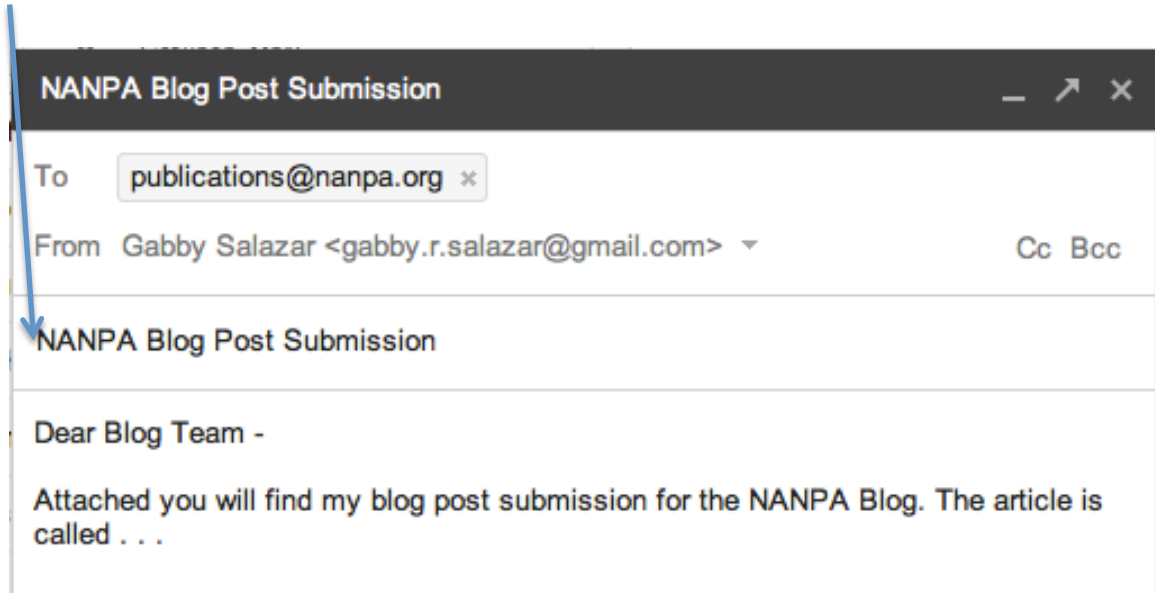 NANPA Blog Post Submission
To publications@nanpa.org ×
From Gabby Salazar <gabby.r.salazar@gmail.com> Cc Bcc
NANPA Blog Post Submission
Dear Blog Team -
Attached you will find my blog post submission for the NANPA Blog. The article is
called . . .